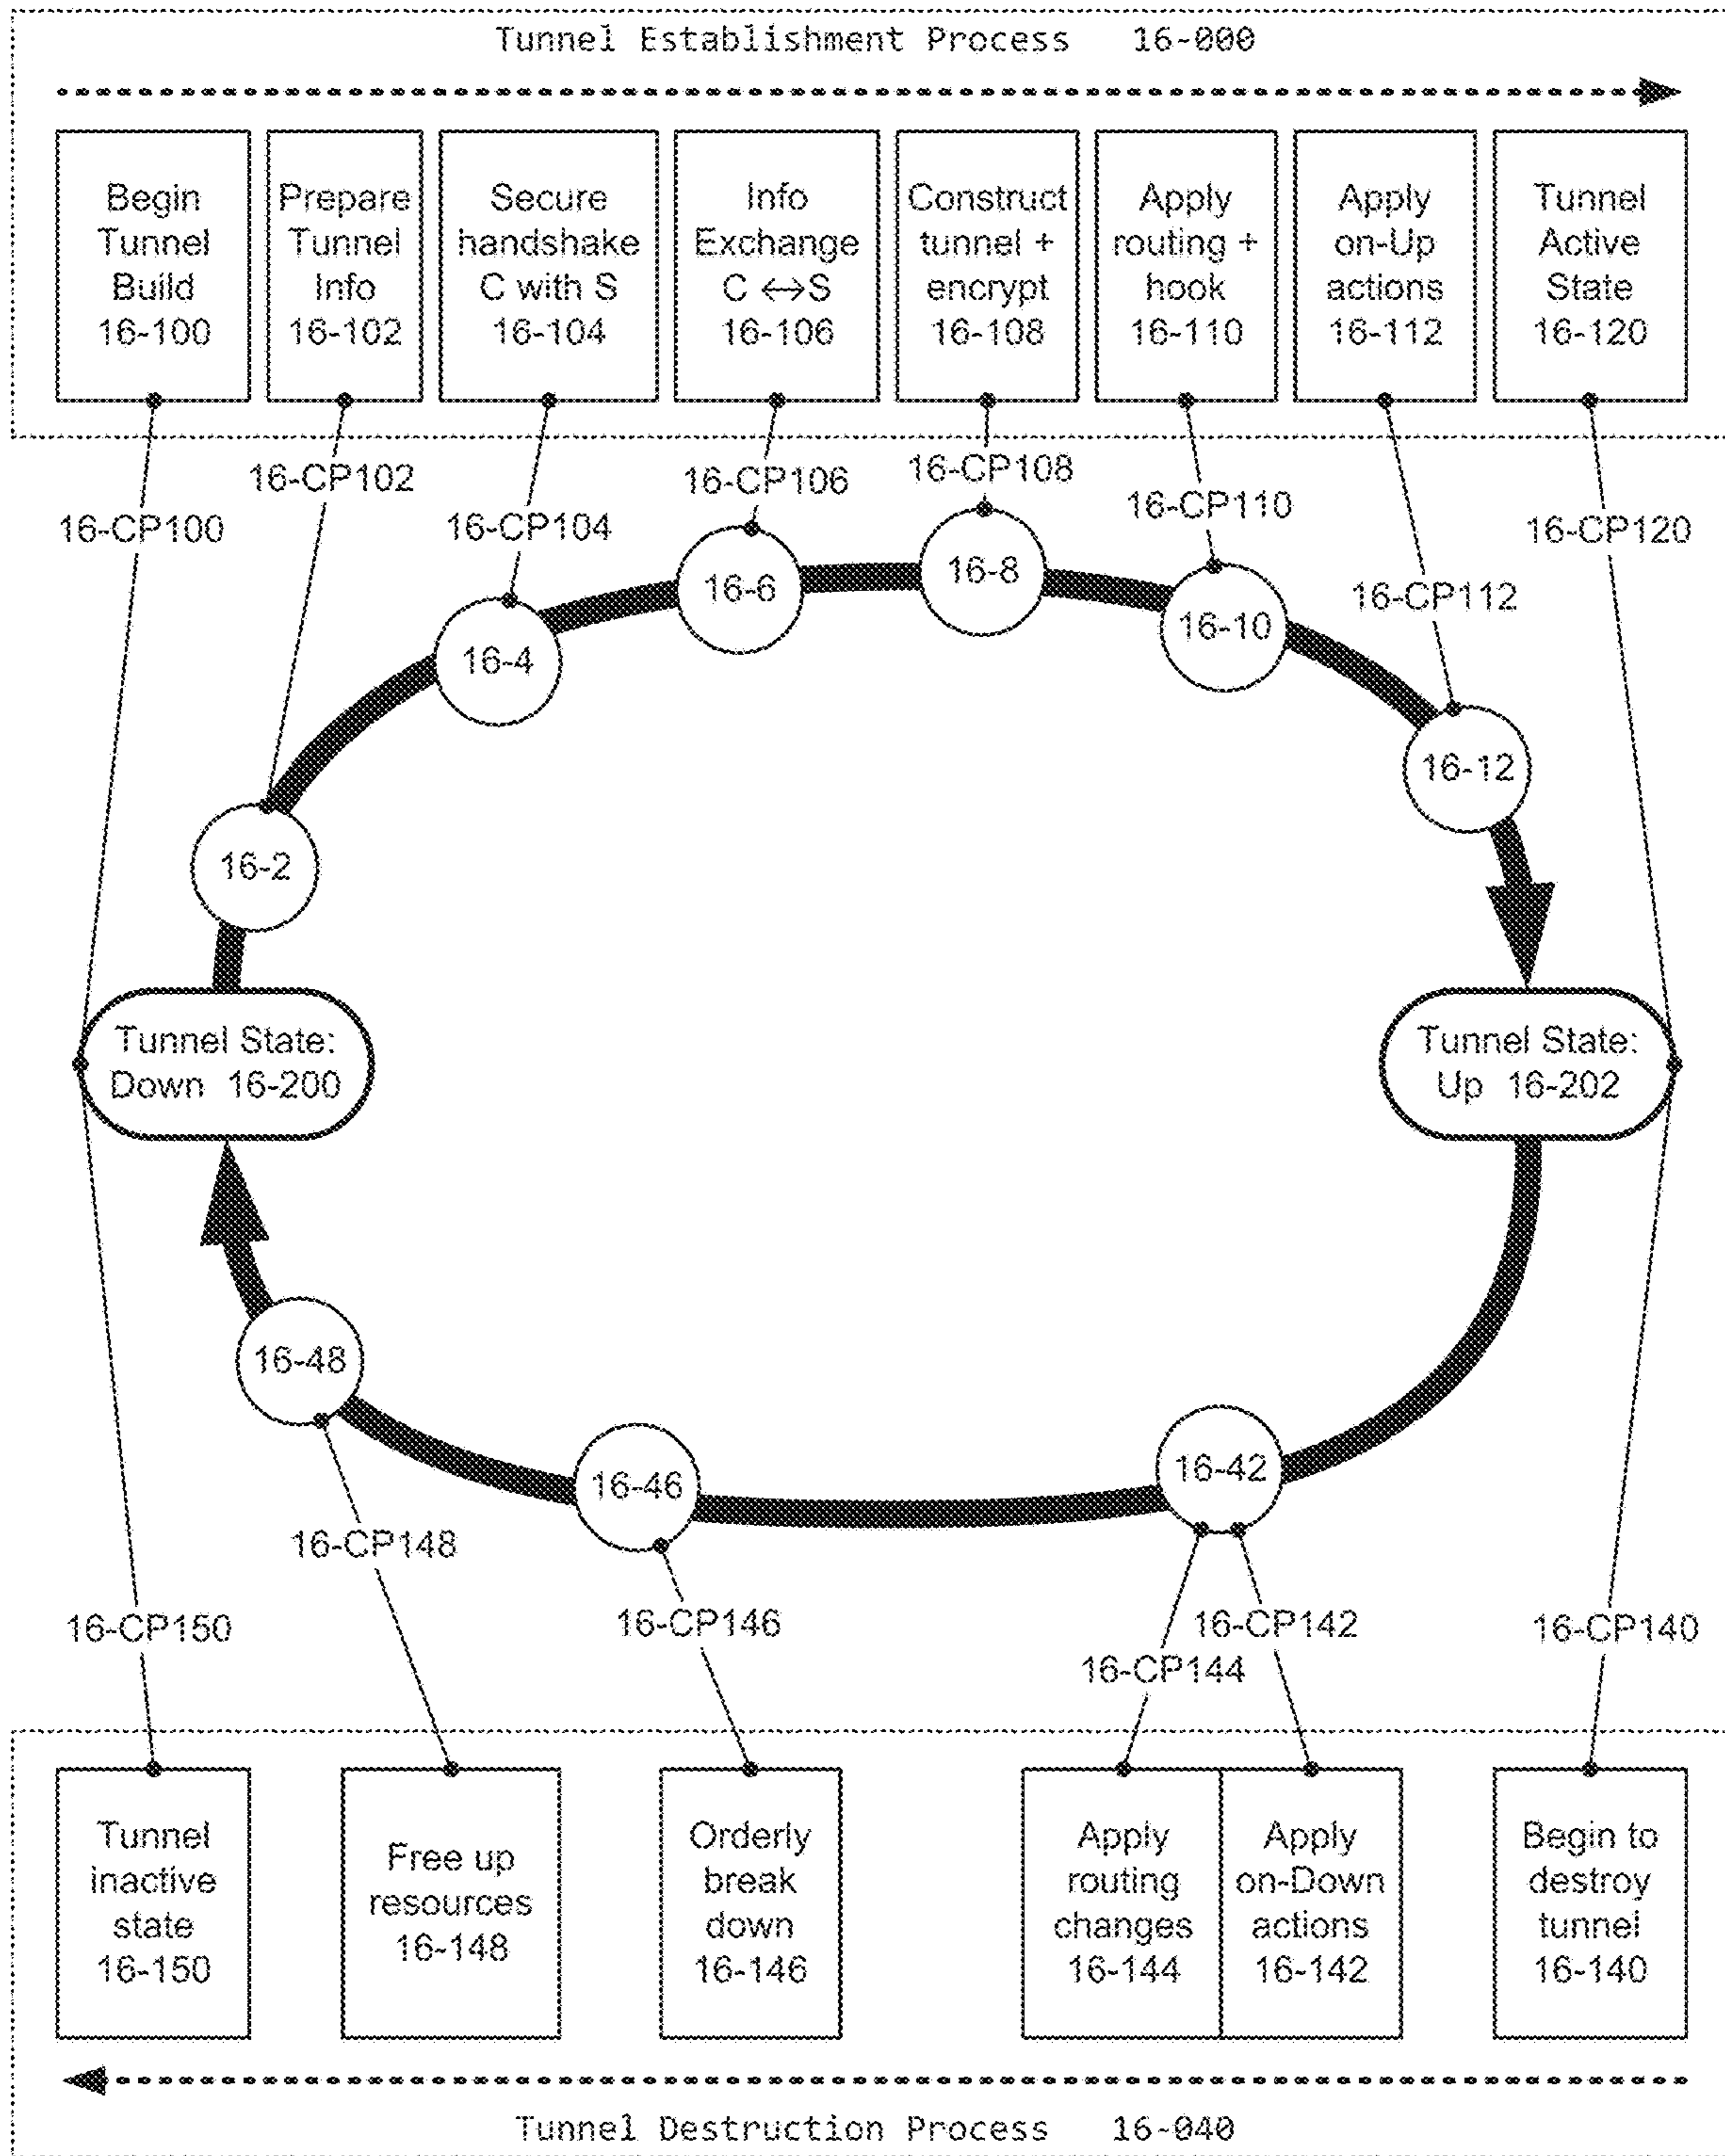 Tunnel Establishment Process 16-000
Begin
Tunnel
Build
16-100
Prepare
Tunnel
Info
16-102
Secure
handshake
C with S
16-104
Info
Exchange
C ↔S
16-106
Construct
tunnel +
encrypt
16-108
Apply
routing +
hook
16-110
Apply
on-Up
actions
16-112
Tunnel
Active
State
16-120
16-CP100
16-CP102
16-CP104
16-CP106
16-CP108
16-CP110
16-CP112
16-CP120
16-2
16-4
16-6
16-8
16-10
16-12
Tunnel State:
Down 16-200
Tunnel State:
Up 16-202
16-48
16-46
16-42
16-CP150
16-CP148
16-CP146
16-CP144
16-CP142
16-CP140
Tunnel
inactive
state
16-150
Free up
resources
16-148
Orderly
break
down
16-146
Apply
routing
changes
16-144
Apply
on-Down
actions
16-142
Begin to
destroy
tunnel
16-140
Tunnel Destruction Process 16-040